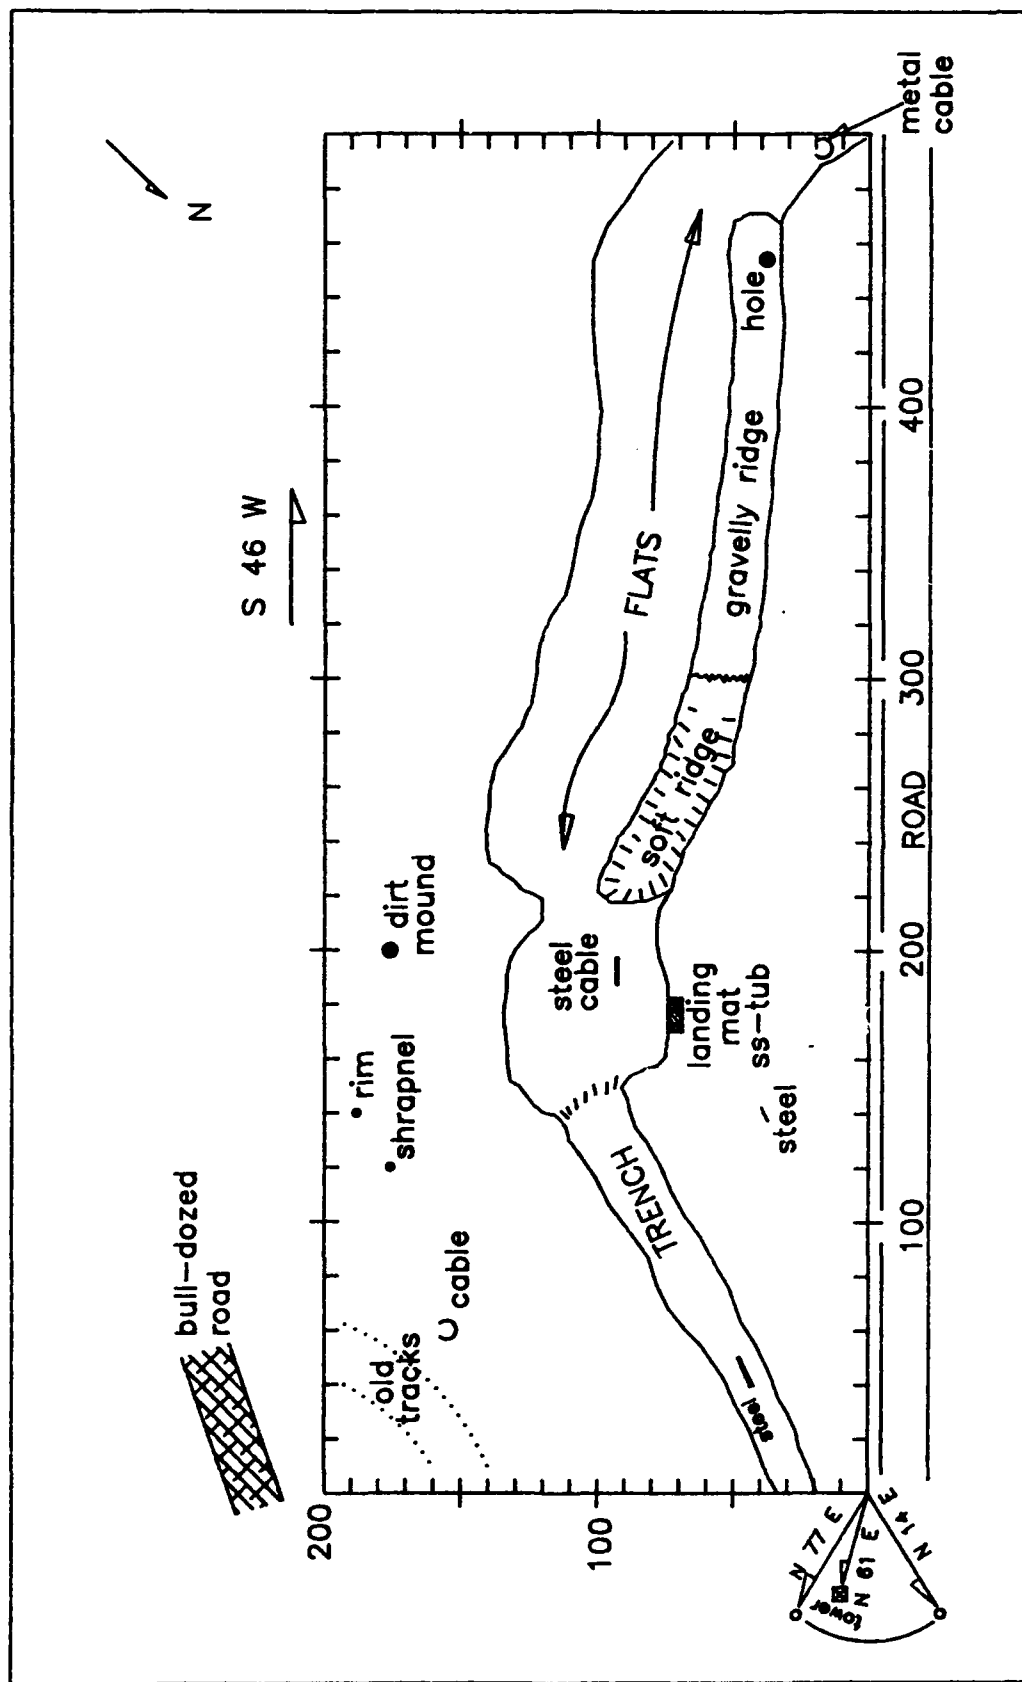 N
S 46 W
metal
cable
bull-dozed
road
rim
shrapnel
dirt
mound
old
tracks
cable
FLATS
steel
cable
hole
gravelly ridge
soft ridge
TRENCH
landing
mat
ss-tub
steel
steel
200
100
100
200
300
400
ROAD
N 77 E
N 61 E
tower
N 14 E